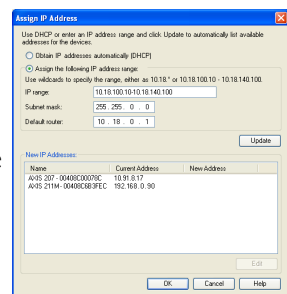 Assign IP Address
Use DHCP or enter an IP address range and click Update to automatically list available
addresses for the devices.
Obtain IP addresses automatically (DHCP)
Assign the following IP address range:
Use wildcards to specify the range, either as 10.18.* or 10.18.100.10 - 10.18.140.100.
IP range: 10.18.100.10-10.18.140.100
Subnet mask: 255 . 255 . 0 . 0
Default router: 10 . 18 . 0 . 1
Update
New IP Addresses:
Name Current Address New Address
AXIS 207 - 00408C00078C 10.91.8.17
AXIS 211M - 00408C6B3FEC 192.168.0.90
Edit
OK Cancel Help